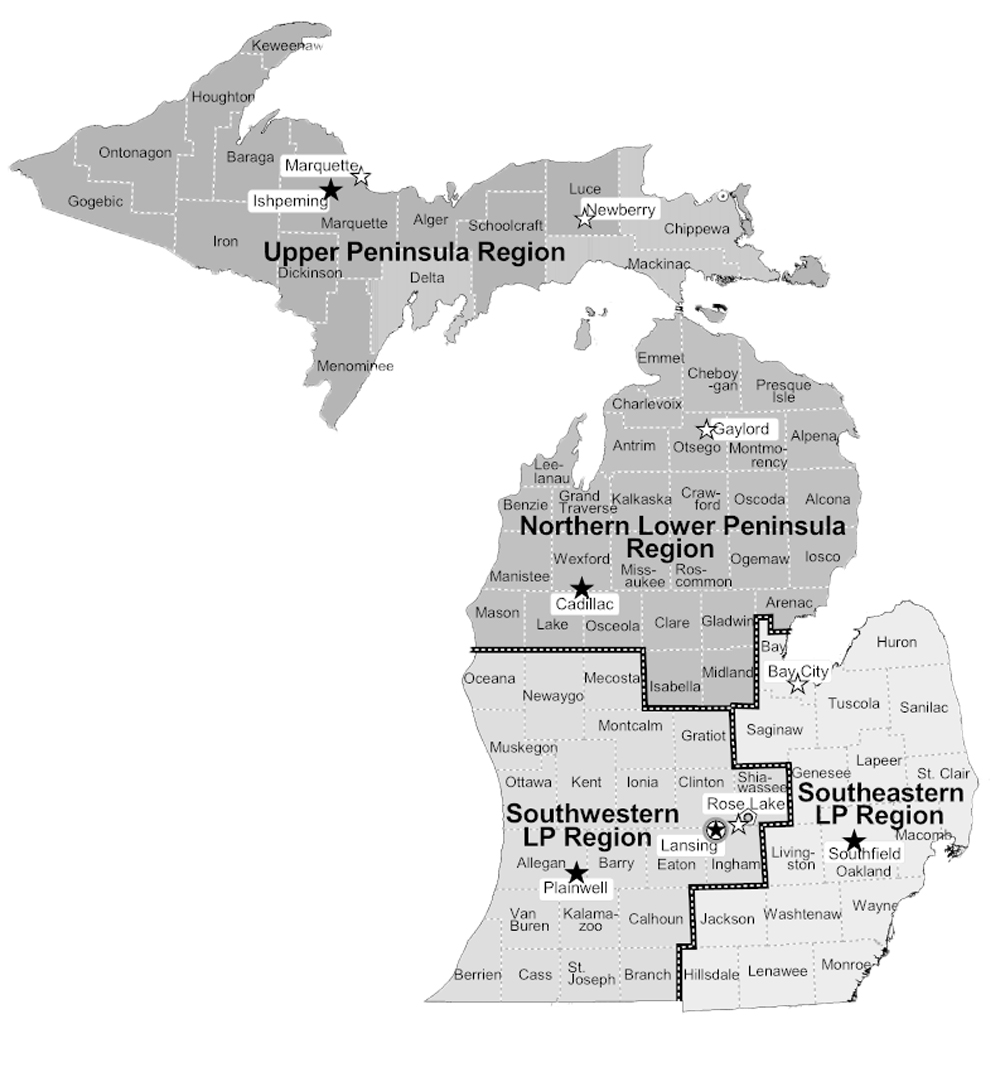 Keweenaw
Houghton
Ontonagon
Baraga
Marquette
Gogebic
Ishpeming
Luce
Newberry
Marquette
Alger
Schoolcraft
Chippewa
Iron
Upper Peninsula Region
Dickinson
Delta
Mackinac
Menominee
Emmet
Cheboy
-gan
Presque
Isle
Charlevoix
Gaylord
Antrim
Otsego
Montmo-
rency
Alpena
Lee-
lanau
Benzie
Grand
Traverse
Kalkaska
Craw-
ford
Oscoda
Alcona
Northern Lower Peninsula
Region
Wexford
Manistee
Miss-
aukee
Ros-
common
Ogemaw
Iosco
Cadillac
Mason
Lake
Osceola
Clare
Gladwin
Arenac
Bay
Huron
Oceana
Newaygo
Mecosta
Isabella
Midland
Bay City
Tuscola
Sanilac
Montcalm
Gratiot
Saginaw
Muskegon
Lapeer
Ottawa
Kent
Ionia
Clinton
Shia-
wassee
Genesee
St. Clair
Rose Lake
Southeastern
LP Region
Southwestern
LP Region
Lansing
Macomb
Allegan
Barry
Eaton
Ingham
Living-
ston
Southfield
Oakland
Plainwell
Van
Buren
Kalama-
zoo
Calhoun
Jackson
Washtenaw
Wayne
Berrien
Cass
St.
Joseph
Branch
Hillsdale
Lenawee
Monroe